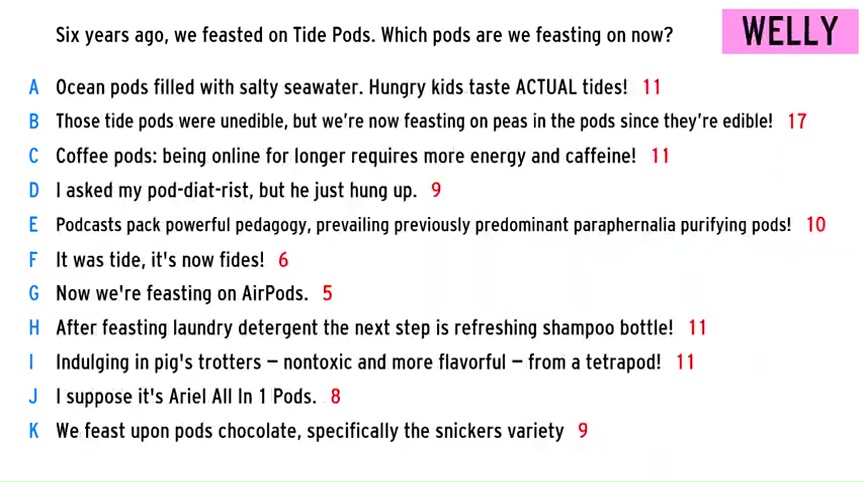 Six years ago, we feasted on Tide Pods. Which pods are we feasting on now?
WELLY
A Ocean pods filled with salty seawater. Hungry kids taste ACTUAL tides! 11
B Those tide pods were unedible, but we're now feasting on peas in the pods since they're edible! 17
C Coffee pods: being online for longer requires more energy and caffeine! 11
D I asked my pod-diat-rist, but he just hung up. 9
E Podcasts pack powerful pedagogy, prevailing previously predominant paraphernalia purifying pods! 10
F It was tide, it's now fides! 6
G Now we're feasting on AirPods. 5
H After feasting laundry detergent the next step is refreshing shampoo bottle! 11
I Indulging in pig's trotters – nontoxic and more flavorful – from a tetrapod! 11
J I suppose it's Ariel All In 1 Pods. 8
K We feast upon pods chocolate, specifically the snickers variety 9